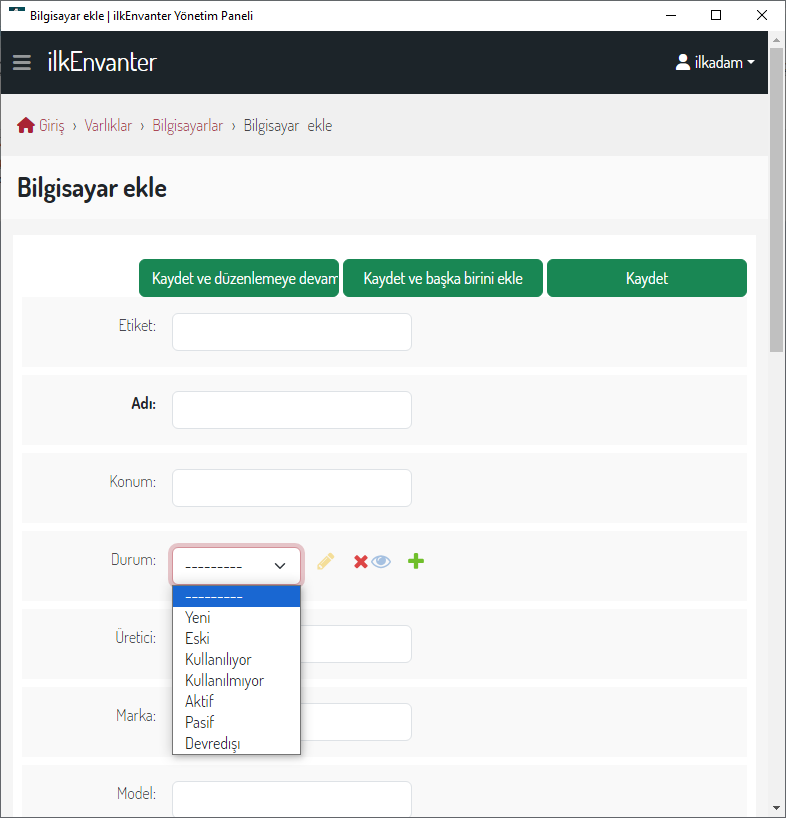 Bilgisayar ekle | ilkEnvanter Yönetim Paneli
ilkEnvanter
ilkadam
Giriş › Varlıklar › Bilgisayarlar › Bilgisayar ekle
Bilgisayar ekle
Kaydet ve düzenlemeye devam
Kaydet ve başka birini ekle
Kaydet
Etiket:
Adı:
Konum:
Durum:
---------
---------
Yeni
Eski
Kullanılıyor
Kullanılmıyor
Aktif
Pasif
Devredışı
Üretici:
Marka:
Model: